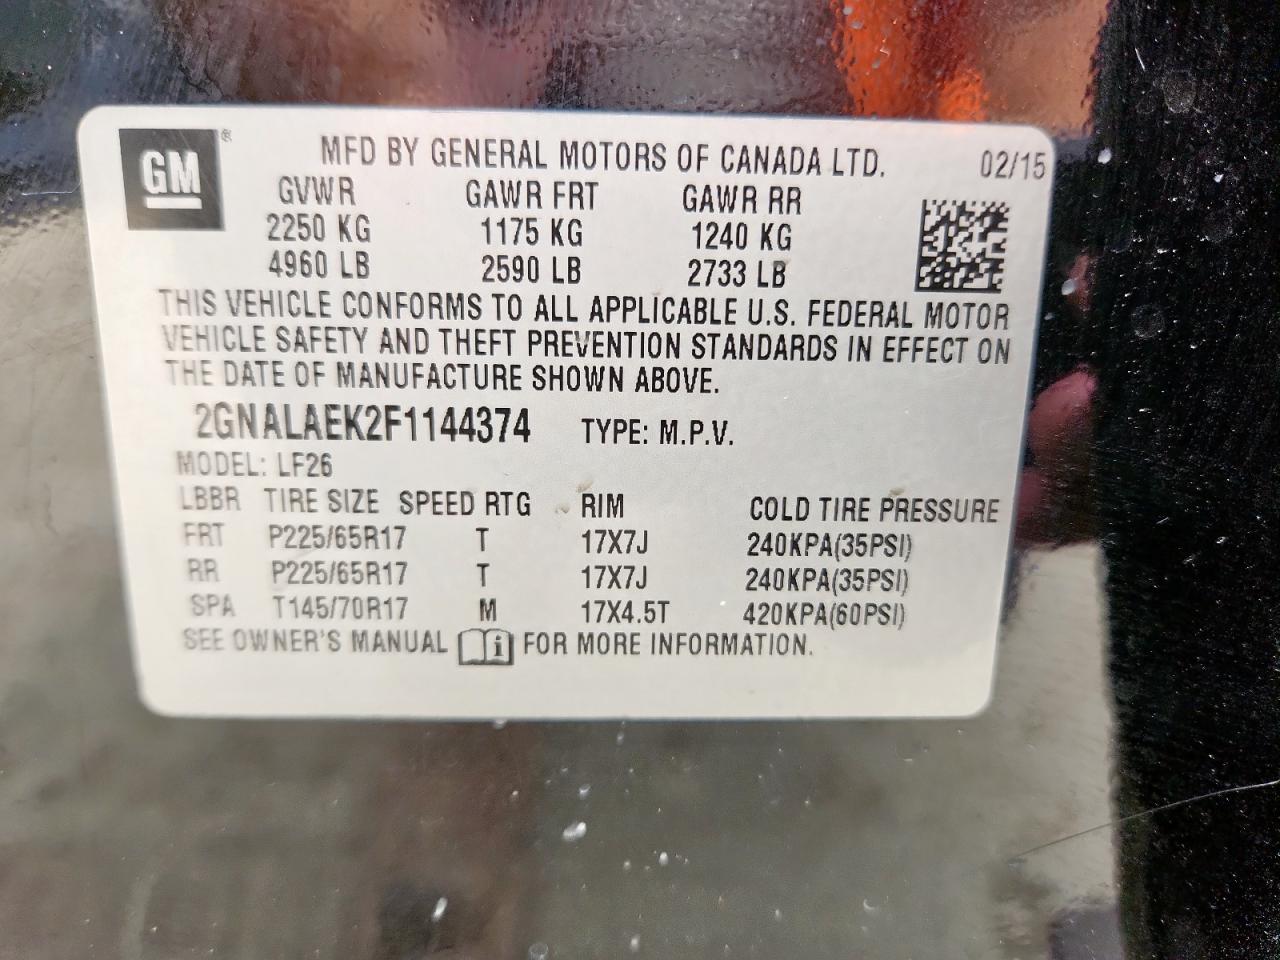 GM ®
MFD BY GENERAL MOTORS OF CANADA LTD. 02/15
GVWR GAWR FRT GAWR RR
2250 KG 1175 KG 1240 KG
4960 LB 2590 LB 2733 LB
THIS VEHICLE CONFORMS TO ALL APPLICABLE U.S. FEDERAL MOTOR
VEHICLE SAFETY AND THEFT PREVENTION STANDARDS IN EFFECT ON
THE DATE OF MANUFACTURE SHOWN ABOVE.
2GNALAEK2F1144374 TYPE: M.P.V.
MODEL: LF26
LBBR TIRE SIZE SPEED RTG RIM COLD TIRE PRESSURE
FRT P225/65R17 T 17X7J 240KPA(35PSI)
RR P225/65R17 T 17X7J 240KPA(35PSI)
SPA T145/70R17 M 17X4.5T 420KPA(60PSI)
SEE OWNER'S MANUAL i FOR MORE INFORMATION.